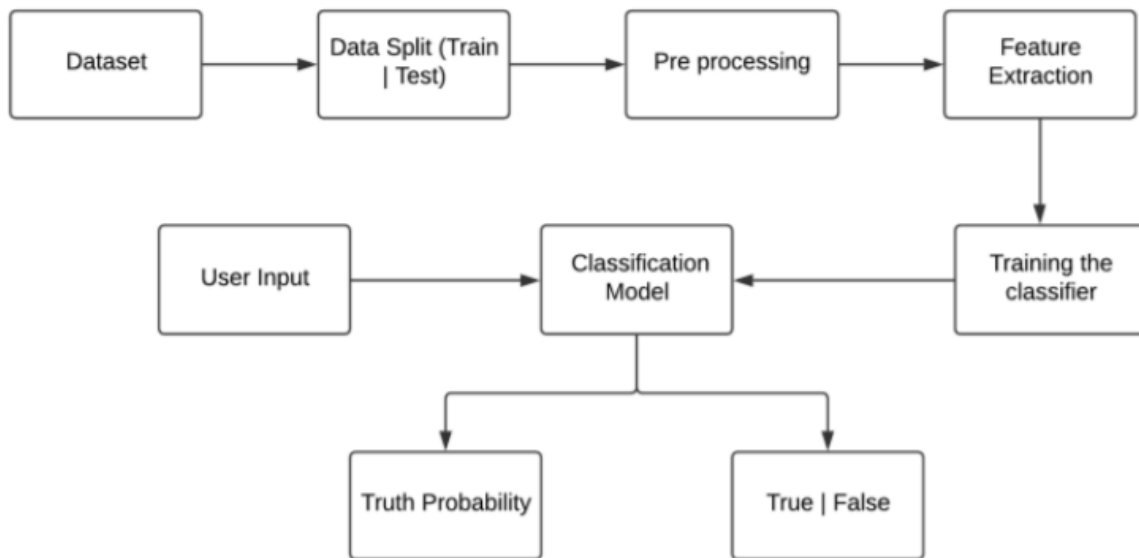 Dataset
Data Split (Train
| Test)
Pre processing
Feature
Extraction
User Input
Classification
Model
Training the
classifier
Truth Probability
True | False